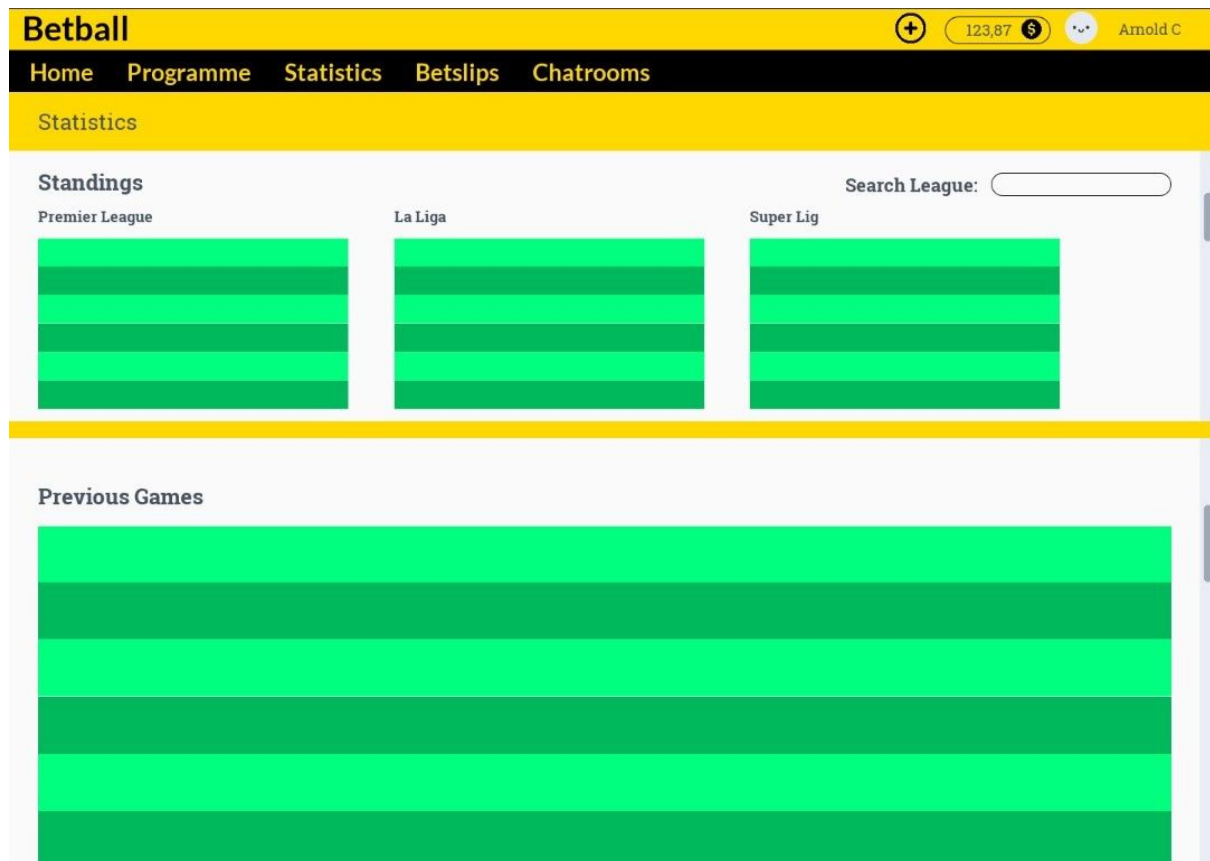 Betball
123,87 $ Arnold C
Home Programme Statistics Betslips Chatrooms
Statistics
Standings
Search League:
Premier League La Liga Super Lig
Previous Games